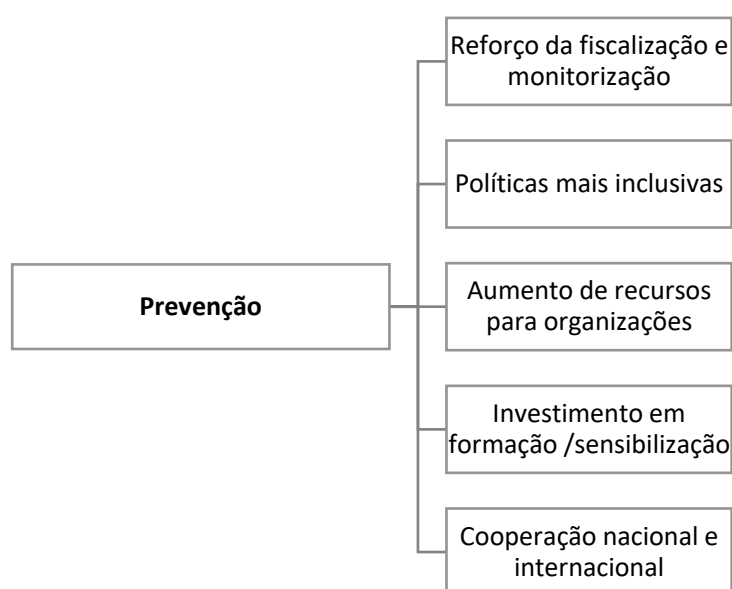 Prevenção
Reforço da fiscalização e
monitorização
Políticas mais inclusivas
Aumento de recursos
para organizações
Investimento em
formação /sensibilização
Cooperação nacional e
internacional